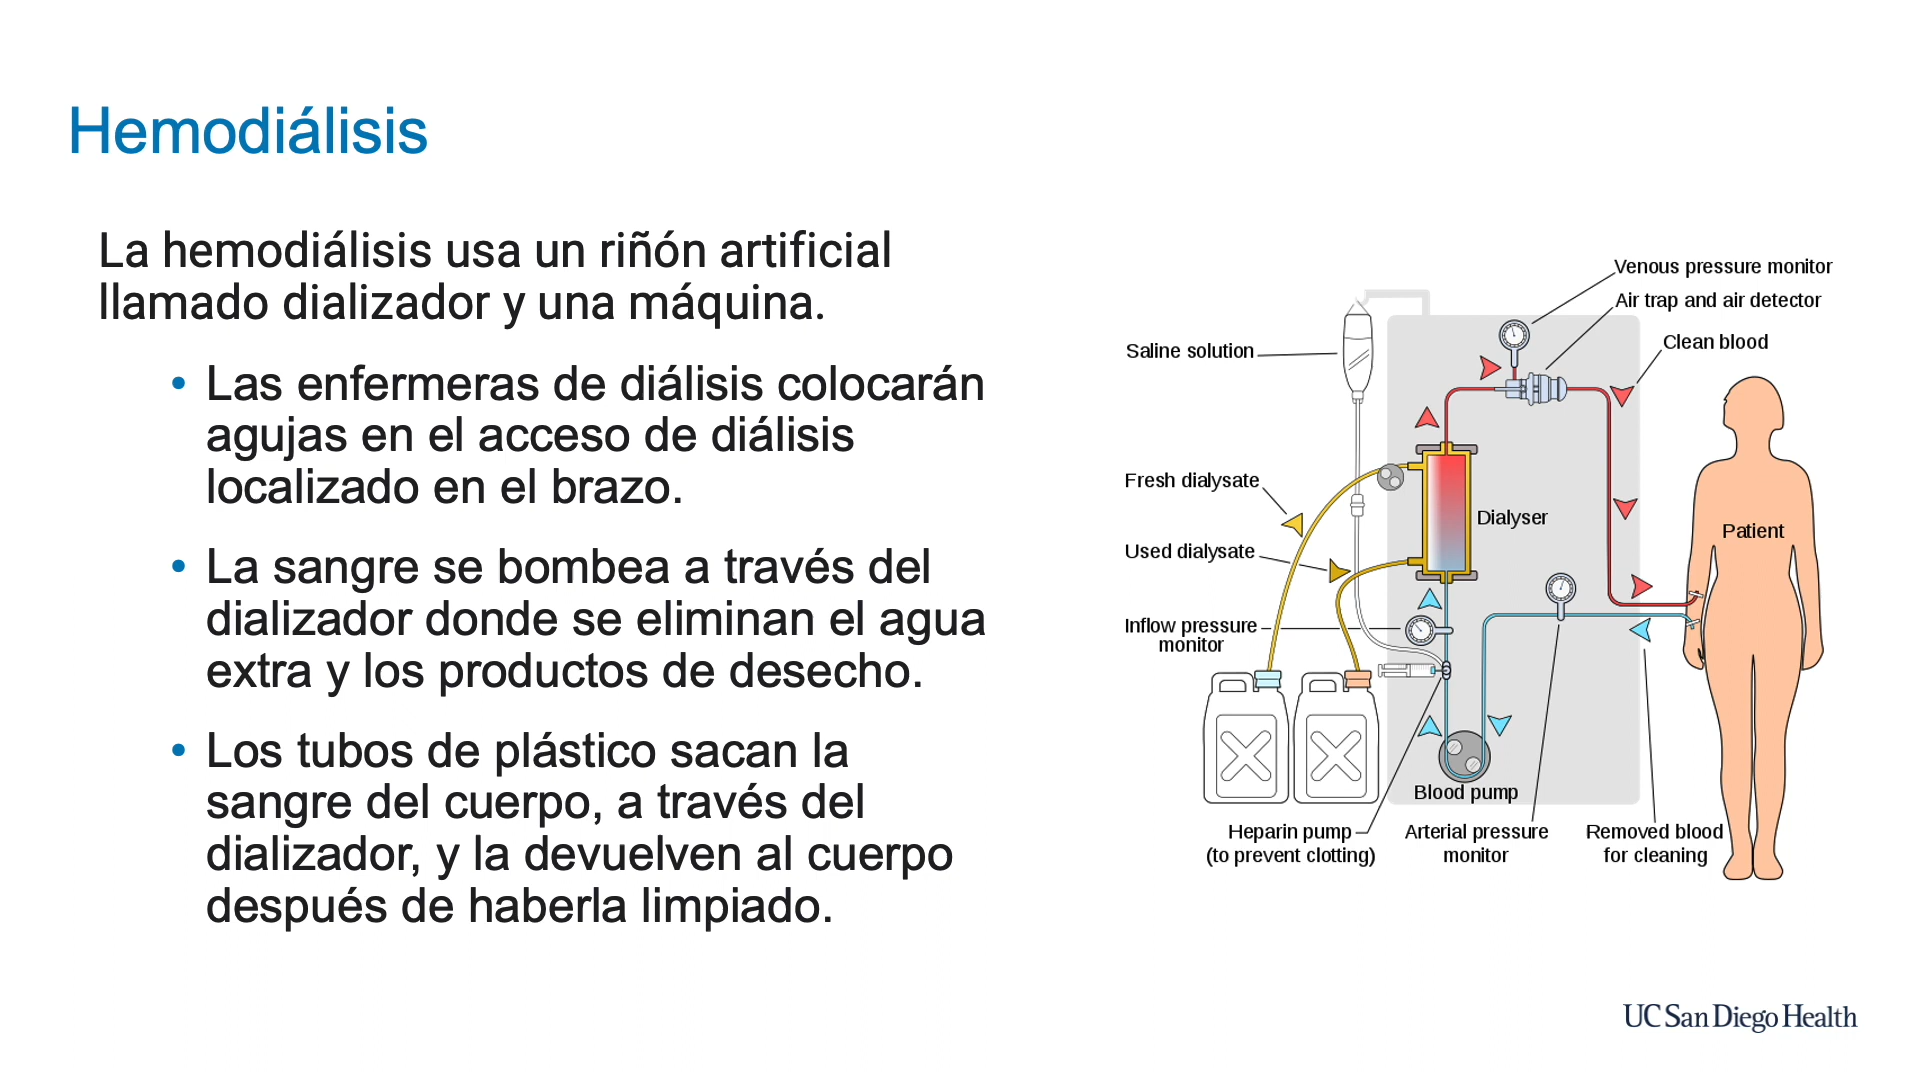 Hemodiálisis
La hemodiálisis usa un riñón artificial
llamado dializador y una máquina.
• Las enfermeras de diálisis colocarán
agujas en el acceso de diálisis
localizado en el brazo.
• La sangre se bombea a través del
dializador donde se eliminan el agua
extra y los productos de desecho.
• Los tubos de plástico sacan la
sangre del cuerpo, a través del
dializador, y la devuelven al cuerpo
después de haberla limpiado.
Venous pressure monitor
Air trap and air detector
Clean blood
Saline solution
Fresh dialysate
Dialyser
Patient
Used dialysate
Inflow pressure
monitor
Blood pump
Heparin pump
(to prevent clotting)
Arterial pressure
monitor
Removed blood
for cleaning
UC San Diego Health